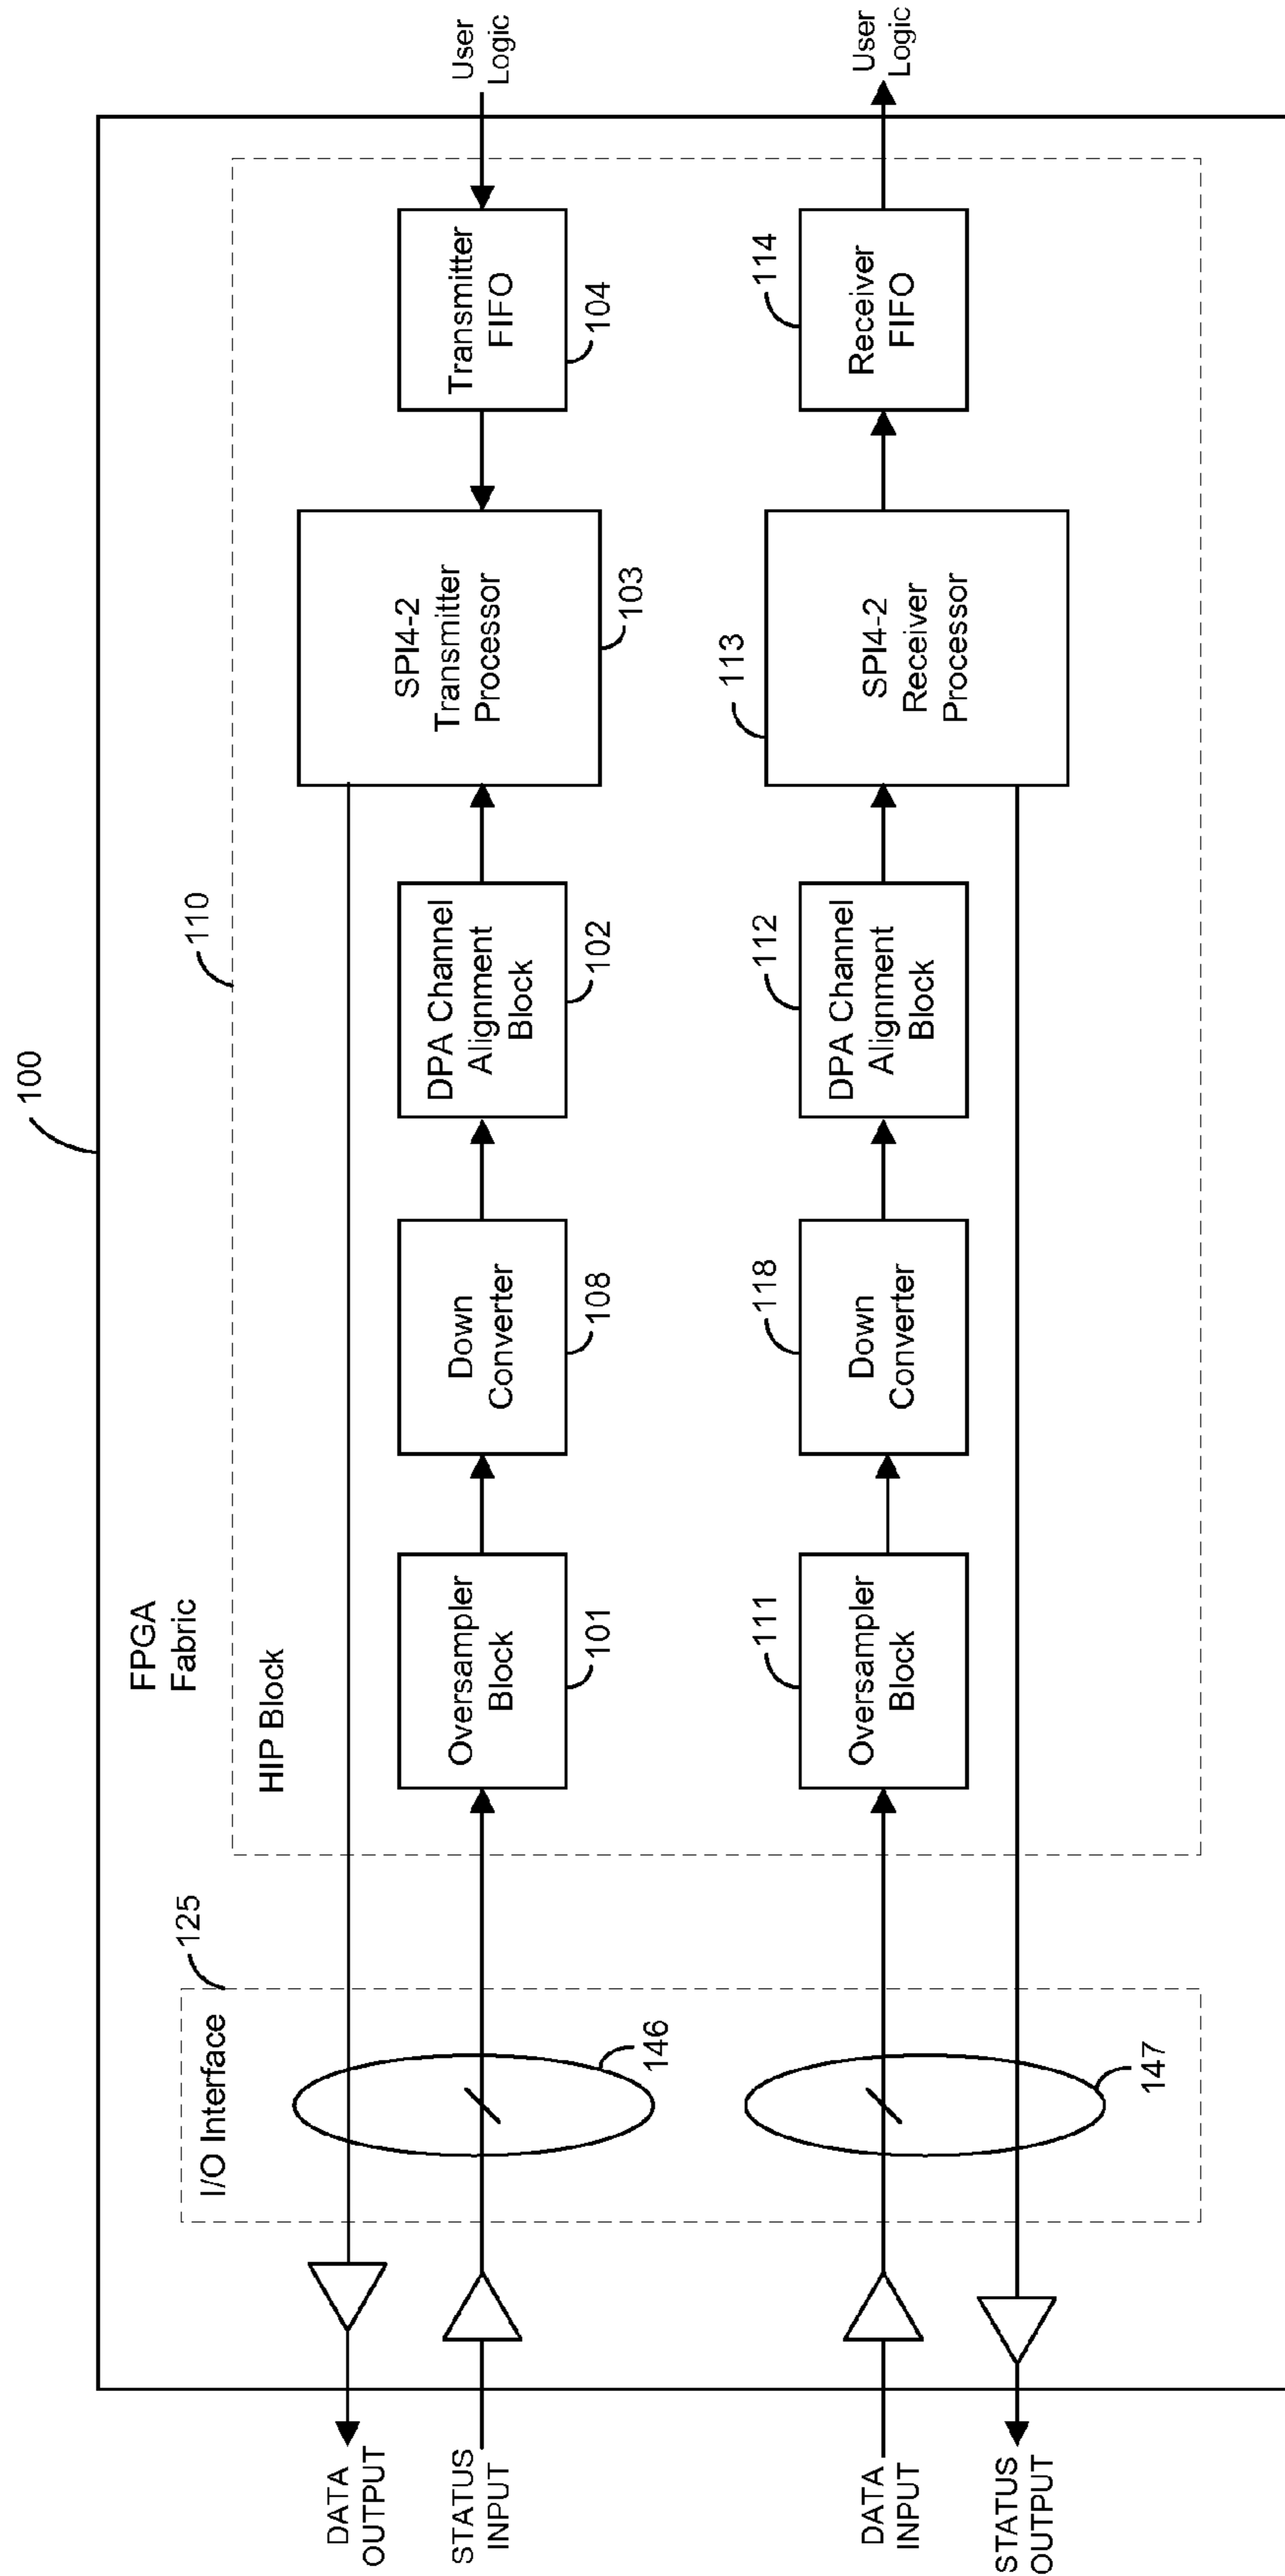 100
FPGA
Fabric
125
I/O Interface
110
HIP Block
DATA
OUTPUT
STATUS
INPUT
146
Oversampler
Block
101
Down
Converter
108
DPA Channel
Alignment
Block
102
SPI4-2
Transmitter
Processor
103
Transmitter
FIFO
104
User
Logic
DATA
INPUT
STATUS
OUTPUT
147
111
Oversampler
Block
118
Down
Converter
112
DPA Channel
Alignment
Block
113
SPI4-2
Receiver
Processor
114
Receiver
FIFO
User
Logic